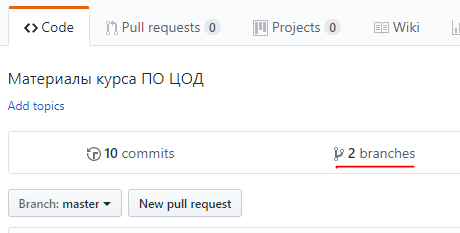 Code Pull requests 0 Projects 0 Wiki
Материалы курса ПО ЦОД
Add topics
10 commits 2 branches
Branch: master New pull request